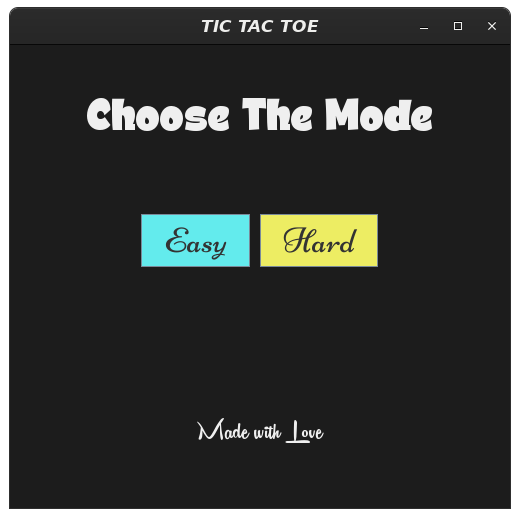 TIC TAC TOE
Choose The Mode
Easy Hard
Made with Love